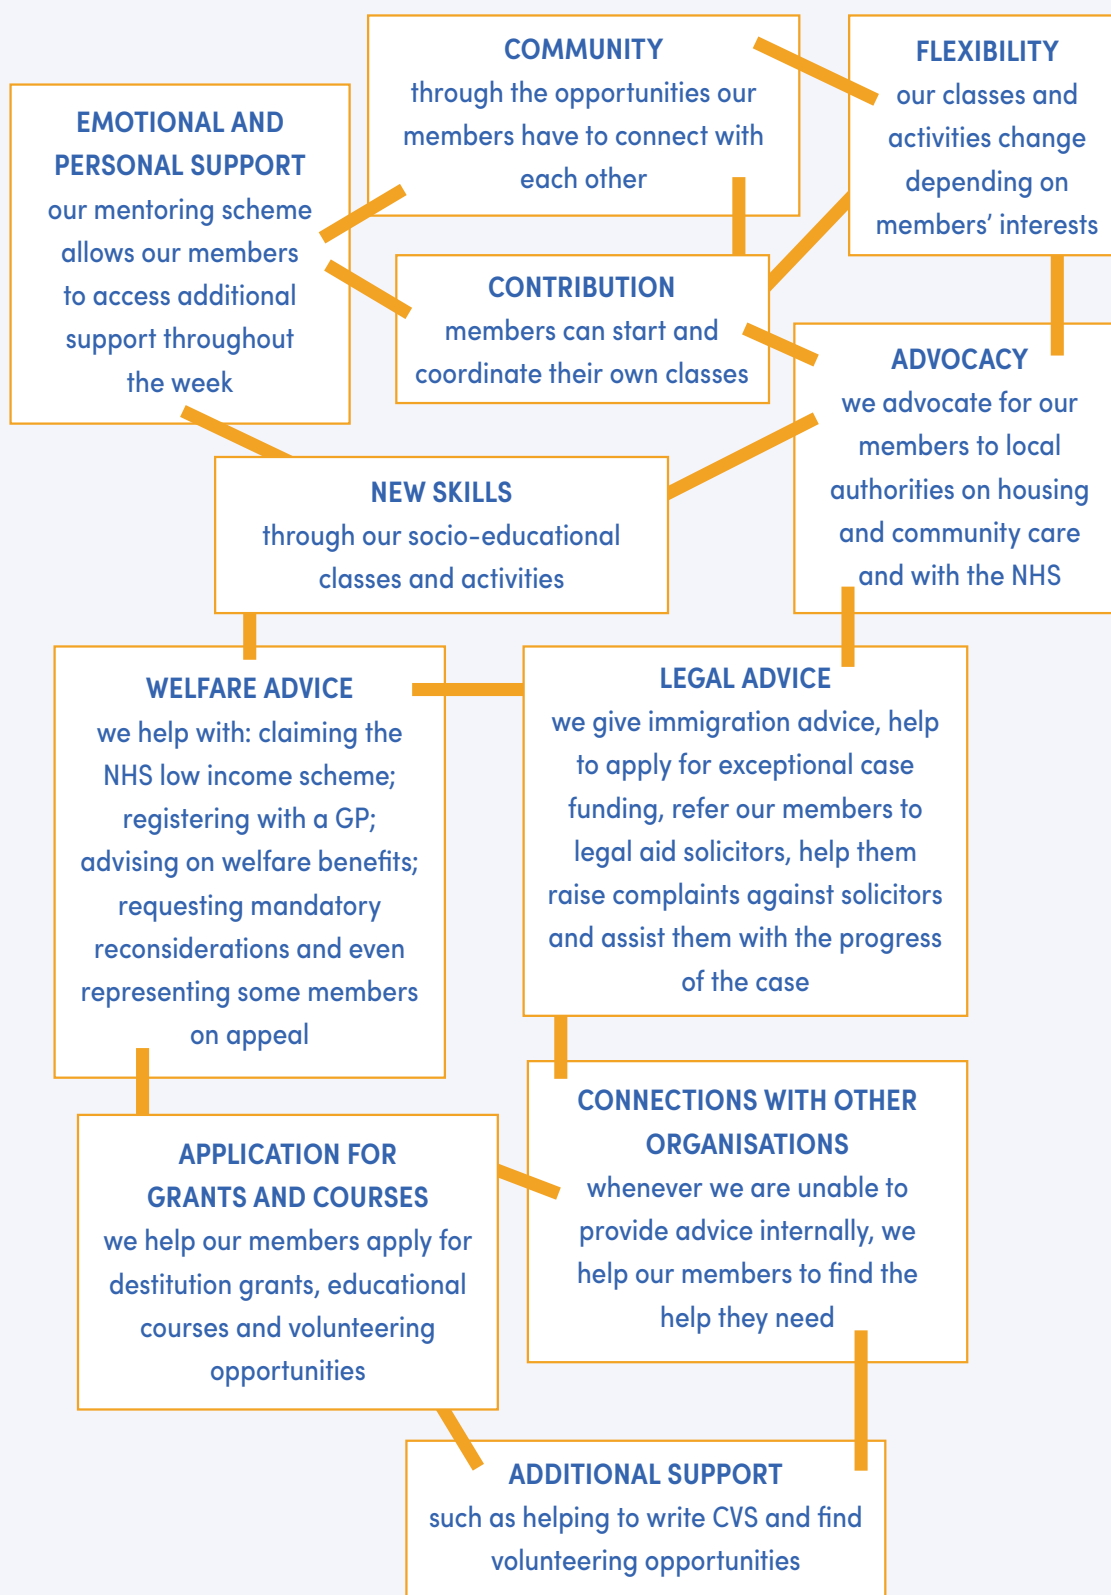 COMMUNITY
through the opportunities our
members have to connect with
each other
FLEXIBILITY
our classes and
activities change
depending on
members’ interests
EMOTIONAL AND
PERSONAL SUPPORT
our mentoring scheme
allows our members
to access additional
support throughout
the week
CONTRIBUTION
members can start and
coordinate their own classes
ADVOCACY
we advocate for our
members to local
authorities on housing
and community care
and with the NHS
NEW SKILLS
through our socio-educational
classes and activities
WELFARE ADVICE
we help with: claiming the
NHS low income scheme;
registering with a GP;
advising on welfare benefits;
requesting mandatory
reconsiderations and even
representing some members
on appeal
LEGAL ADVICE
we give immigration advice, help
to apply for exceptional case
funding, refer our members to
legal aid solicitors, help them
raise complaints against solicitors
and assist them with the progress
of the case
CONNECTIONS WITH OTHER
ORGANISATIONS
whenever we are unable to
provide advice internally, we
help our members to find the
help they need
APPLICATION FOR
GRANTS AND COURSES
we help our members apply for
destitution grants, educational
courses and volunteering
opportunities
ADDITIONAL SUPPORT
such as helping to write CVS and find
volunteering opportunities